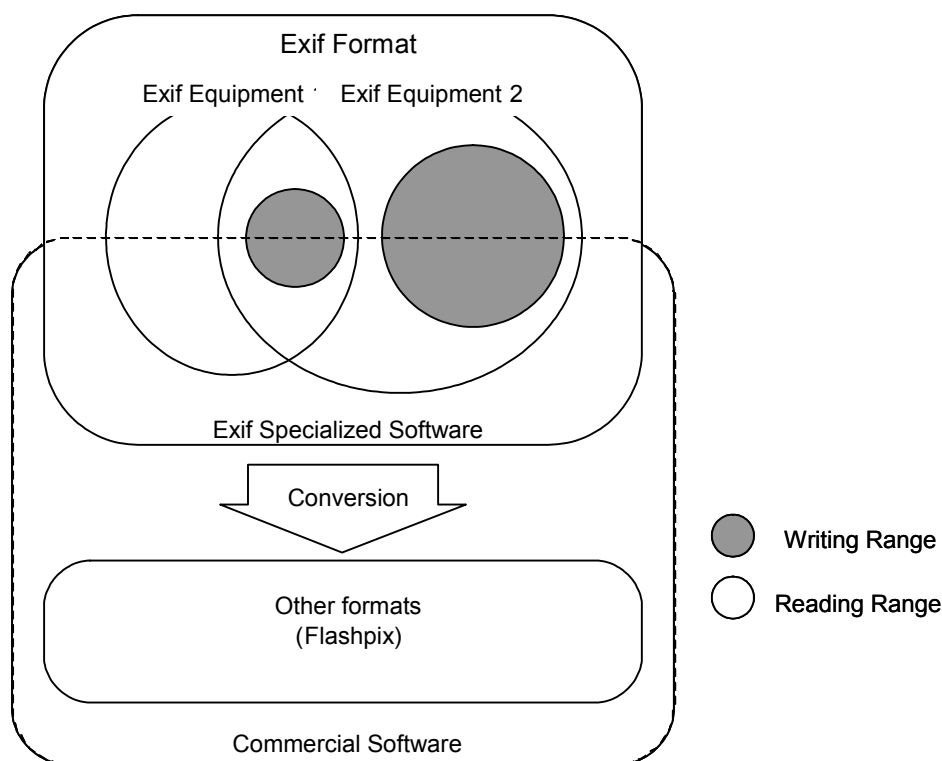 Exif Format
Exif Equipment Exif Equipment 2
Exif Specialized Software
Conversion
Writing Range
Reading Range
Other formats
(Flashpix)
Commercial Software